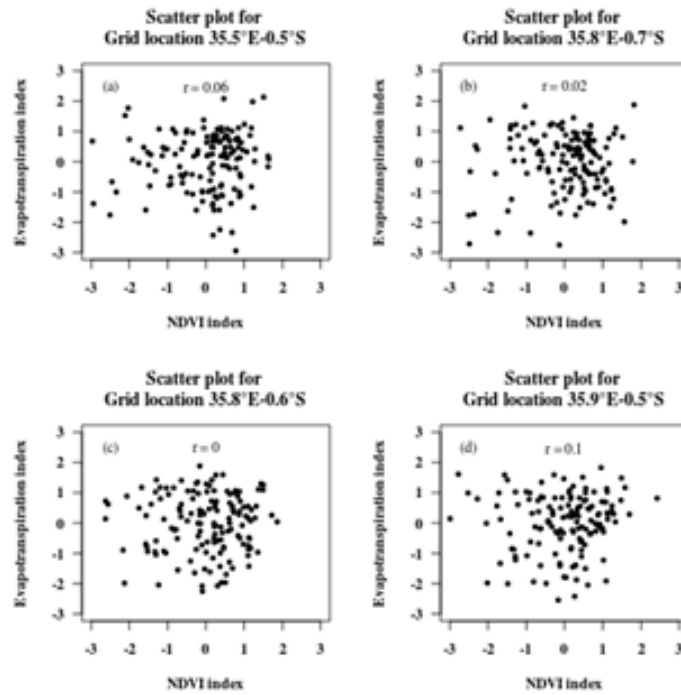 Scatter plot for
Grid location 35.5°E-0.5°S
(a)
r = 0.06
3
2
1
0
-1
-2
-3
Evapotranspiration index
-3 -2 -1 0 1 2 3
NDVI index
Scatter plot for
Grid location 35.8°E-0.7°S
(b)
r = 0.02
3
2
1
0
-1
-2
-3
Evapotranspiration index
-3 -2 -1 0 1 2 3
NDVI index
Scatter plot for
Grid location 35.8°E-0.6°S
(c)
r = 0
3
2
1
0
-1
-2
-3
Evapotranspiration index
-3 -2 -1 0 1 2 3
NDVI index
Scatter plot for
Grid location 35.9°E-0.5°S
(d)
r = 0.1
3
2
1
0
-1
-2
-3
Evapotranspiration index
-3 -2 -1 0 1 2 3
NDVI index